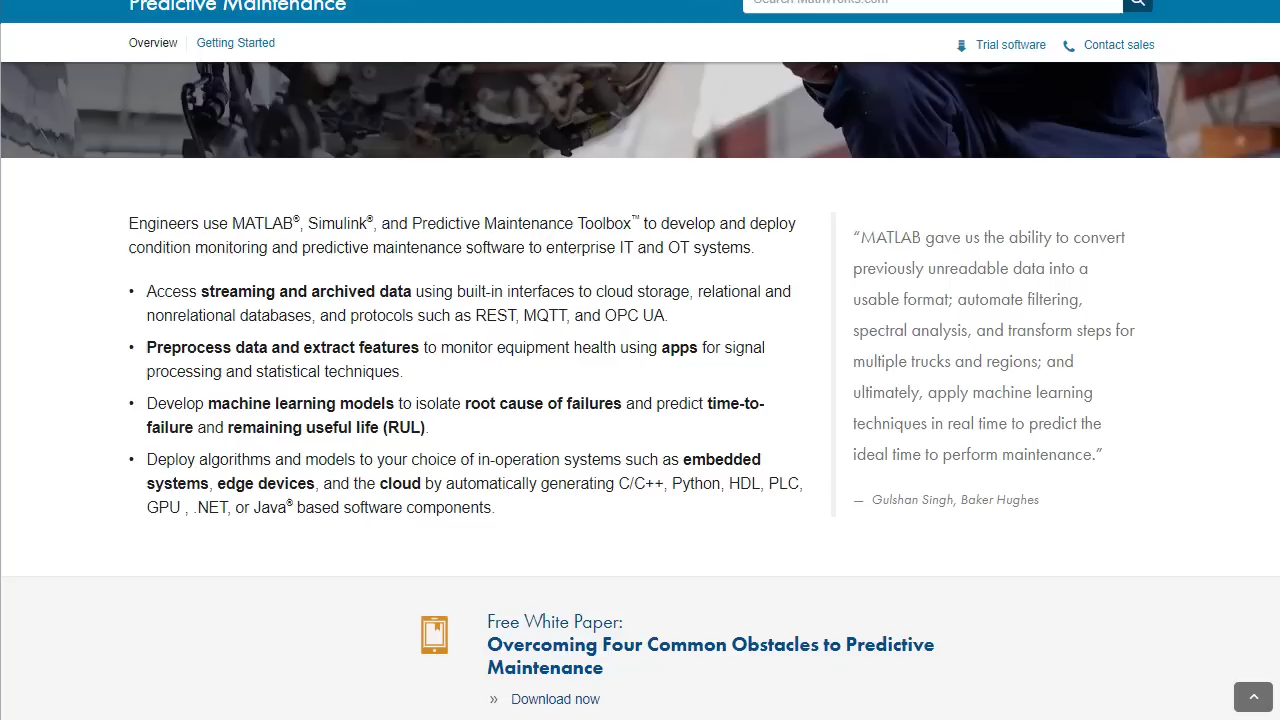 Predictive Maintenance
Search MathWorks.com
Overview
Getting Started
Trial software
Contact sales
Engineers use MATLAB®, Simulink®, and Predictive Maintenance Toolbox™ to develop and deploy
condition monitoring and predictive maintenance software to enterprise IT and OT systems.
• Access streaming and archived data using built-in interfaces to cloud storage, relational and
nonrelational databases, and protocols such as REST, MQTT, and OPC UA.
• Preprocess data and extract features to monitor equipment health using apps for signal
processing and statistical techniques.
• Develop machine learning models to isolate root cause of failures and predict time-to-
failure and remaining useful life (RUL).
• Deploy algorithms and models to your choice of in-operation systems such as embedded
systems, edge devices, and the cloud by automatically generating C/C++, Python, HDL, PLC,
GPU , .NET, or Java® based software components.
“MATLAB gave us the ability to convert
previously unreadable data into a
usable format; automate filtering,
spectral analysis, and transform steps for
multiple trucks and regions; and
ultimately, apply machine learning
techniques in real time to predict the
ideal time to perform maintenance.”
— Gulshan Singh, Baker Hughes
Free White Paper:
Overcoming Four Common Obstacles to Predictive
Maintenance
» Download now